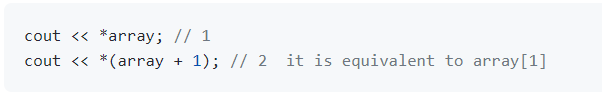 cout << *array; // 1
cout << *(array + 1); // 2  it is equivalent to array[1]